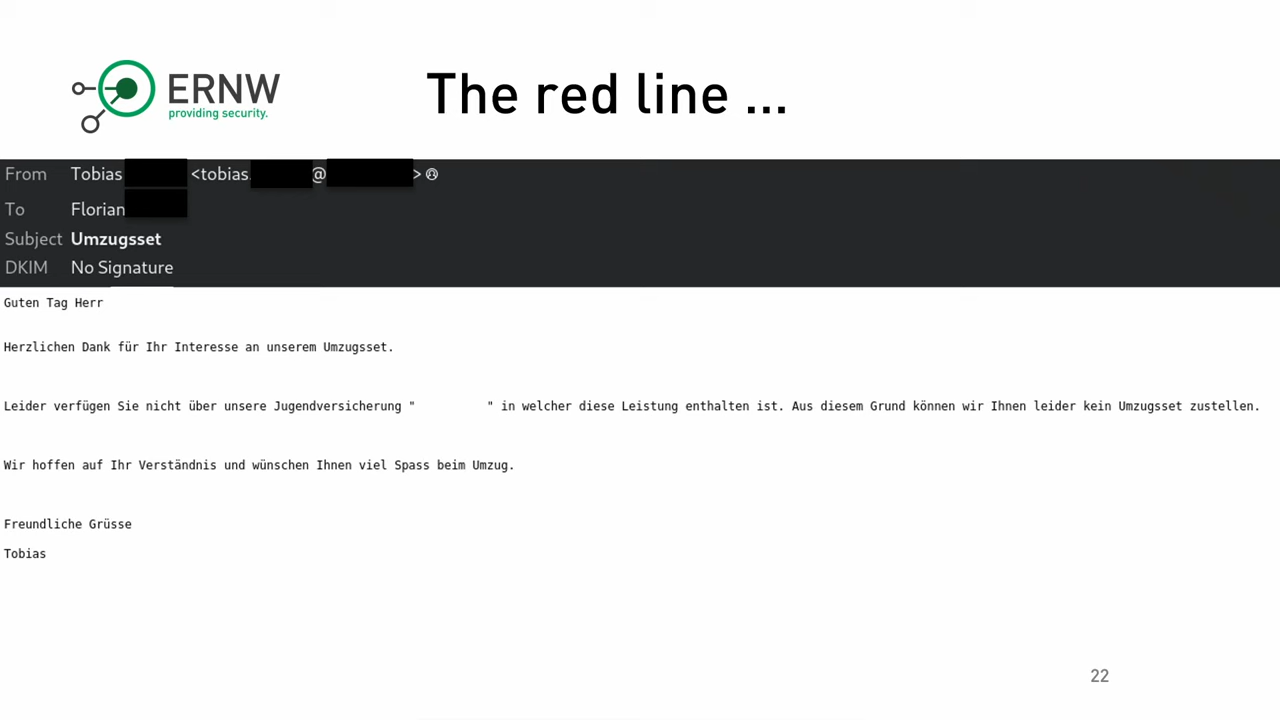 ERNW
providing security.
The red line ...
From Tobias <tobias. @ >
To Florian
Subject Umzugsset
DKIM No Signature
Guten Tag Herr
Herzlichen Dank für Ihr Interesse an unserem Umzugsset.
Leider verfügen Sie nicht über unsere Jugendversicherung " " in welcher diese Leistung enthalten ist. Aus diesem Grund können wir Ihnen leider kein Umzugsset zustellen.
Wir hoffen auf Ihr Verständnis und wünschen Ihnen viel Spass beim Umzug.
Freundliche Grüsse
Tobias
22